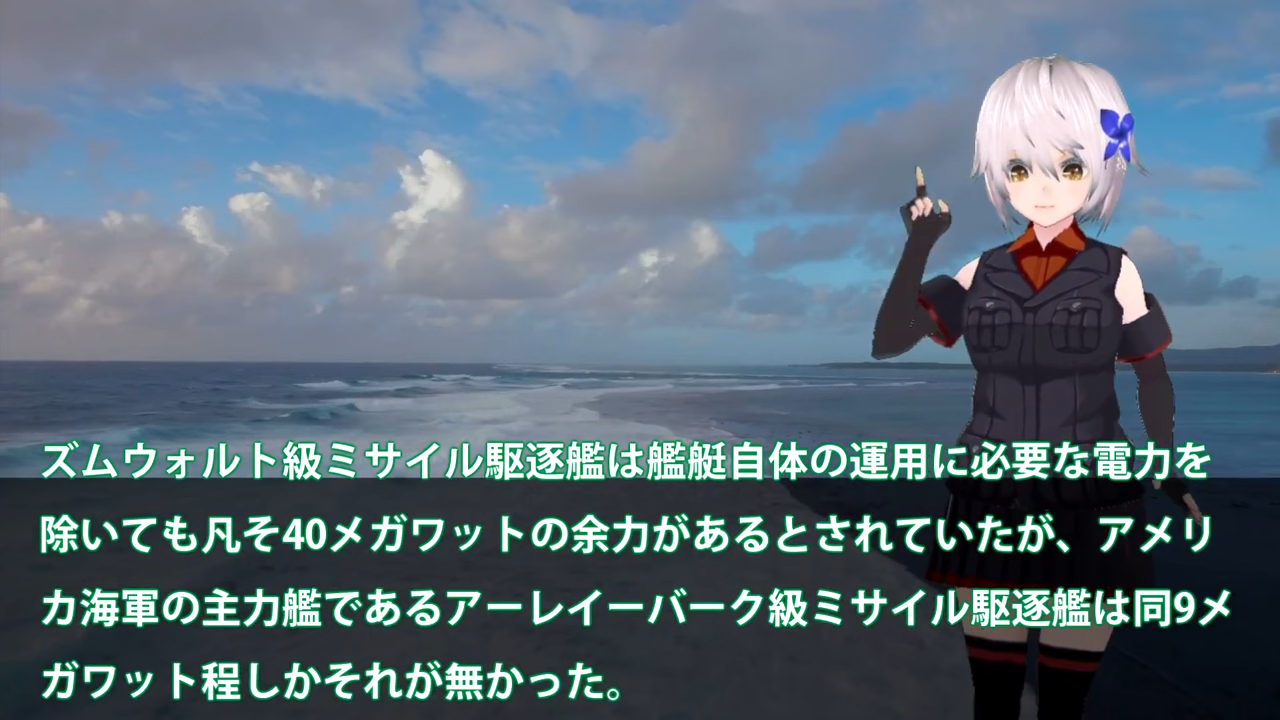 ズムウォルト級ミサイル駆逐艦は艦艇自体の運用に必要な電力を
除いても凡そ40メガワットの余力があるとされていたが、アメリ
カ海軍の主力艦であるアーレイーバーク級ミサイル駆逐艦は同9メ
ガワット程しかそれが無かった。